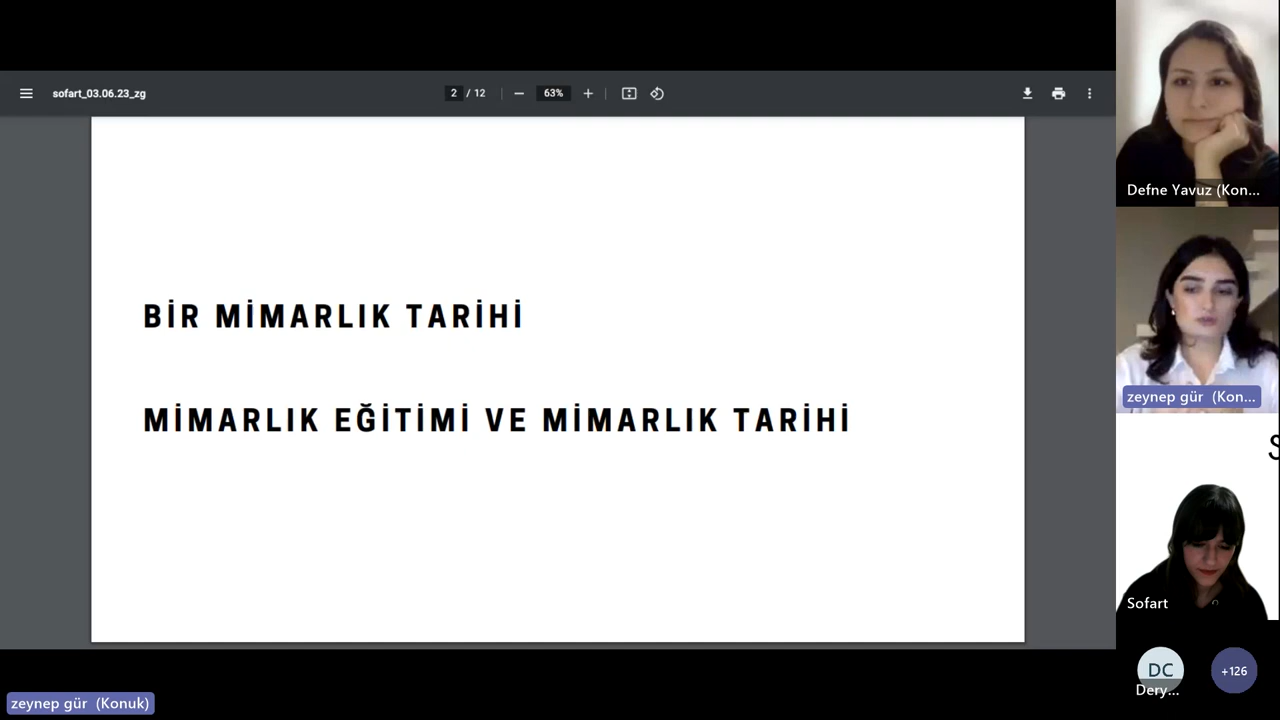 sofart_03.06.23_zg
2 / 12
63%
BİR MİMARLIK TARİHİ
MİMARLIK EĞİTİMİ VE MİMARLIK TARİHİ
Defne Yavuz (Kon...
zeynep gür (Kon...
S
Sofart
DC
Dery...
+126
zeynep gür (Konuk)